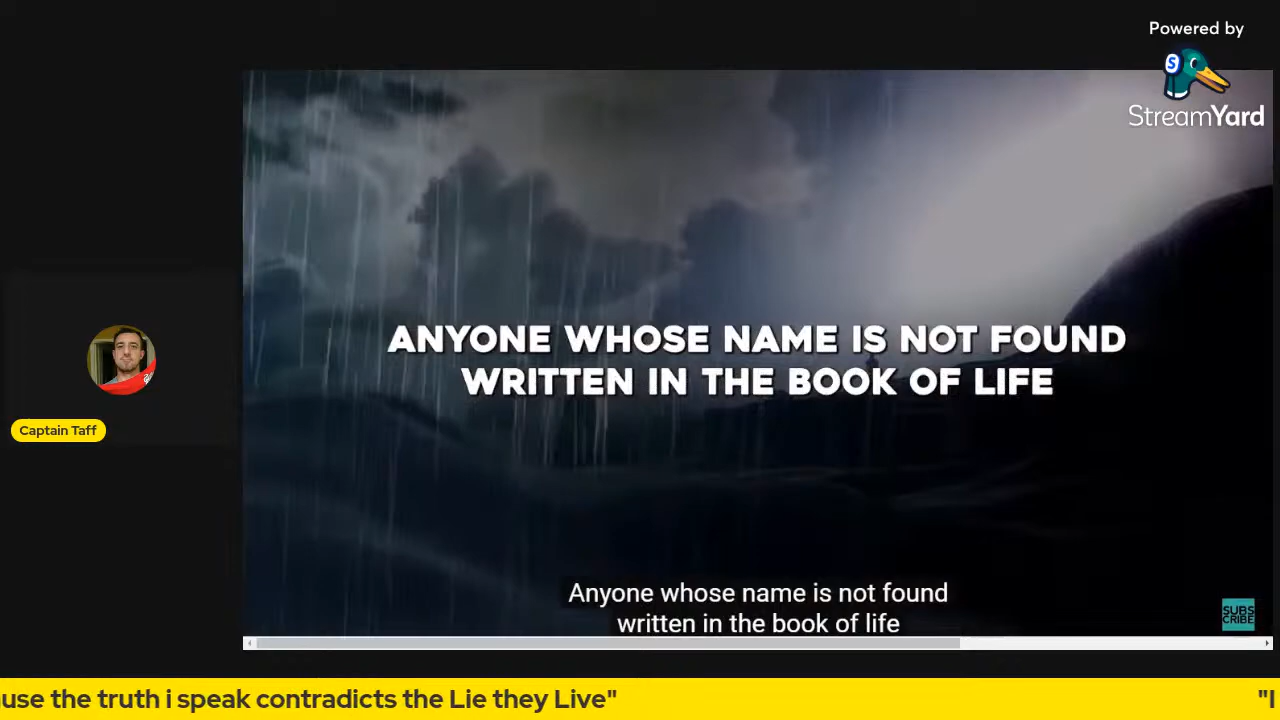 Powered by
StreamYard
ANYONE WHOSE NAME IS NOT FOUND
WRITTEN IN THE BOOK OF LIFE
Captain Taff
Anyone whose name is not found
written in the book of life
SUBS
CRIBE
use the truth i speak contradicts the Lie they Live" "I